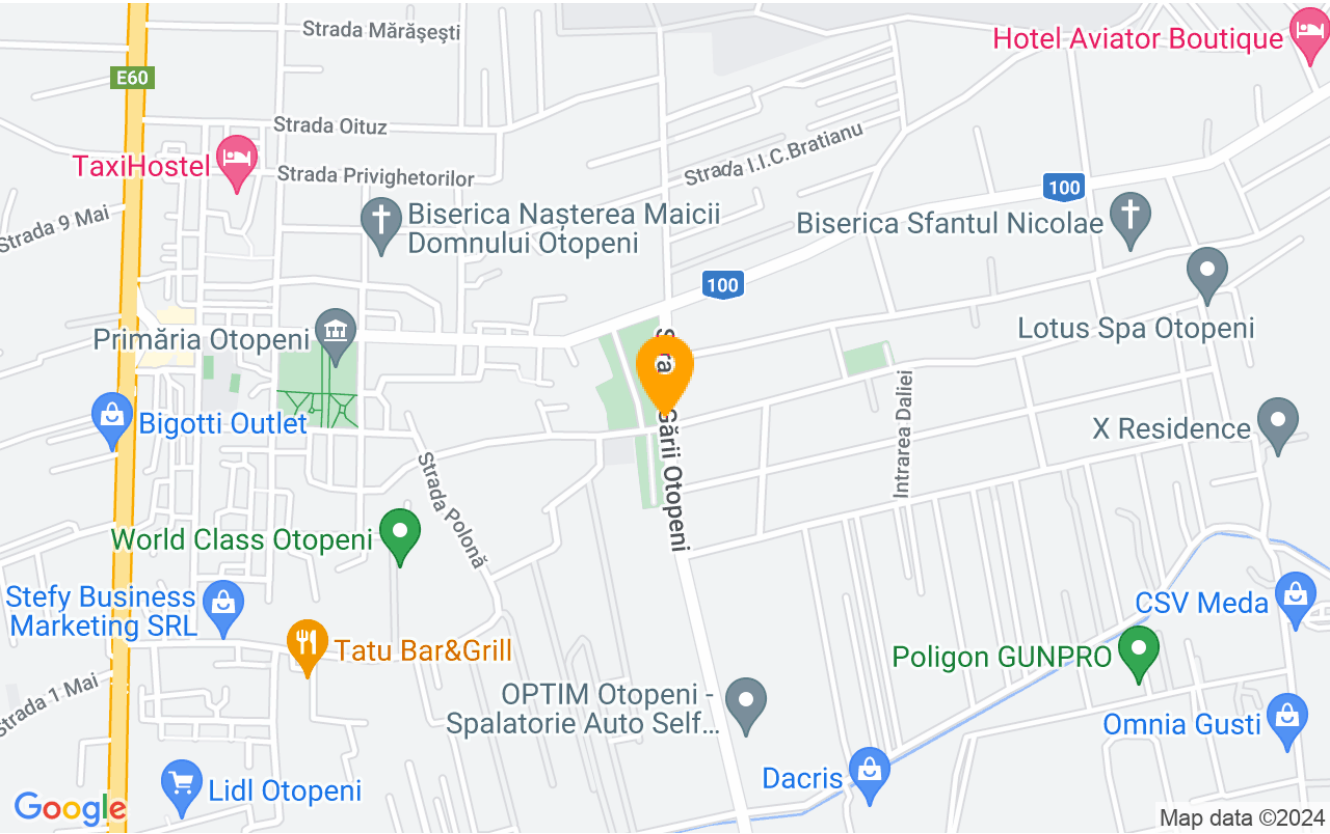 Strada Mărășești
Hotel Aviator Boutique
E60
Strada Oituz
Strada I.I.C.Bratianu
TaxiHostel
Strada Privighetorilor
100
Strada 9 Mai
Biserica Nașterea Maicii
Domnului Otopeni
Biserica Sfantul Nicolae
100
Primăria Otopeni
Lotus Spa Otopeni
Stra
Gării Otopeni
Bigotti Outlet
Intrarea Daliei
X Residence
Strada Polonă
World Class Otopeni
Stefy Business
Marketing SRL
CSV Meda
Tatu Bar&Grill
Poligon GUNPRO
Strada 1 Mai
OPTIM Otopeni -
Spalatorie Auto Self...
Omnia Gusti
Dacris
Lidl Otopeni
Google
Map data ©2024